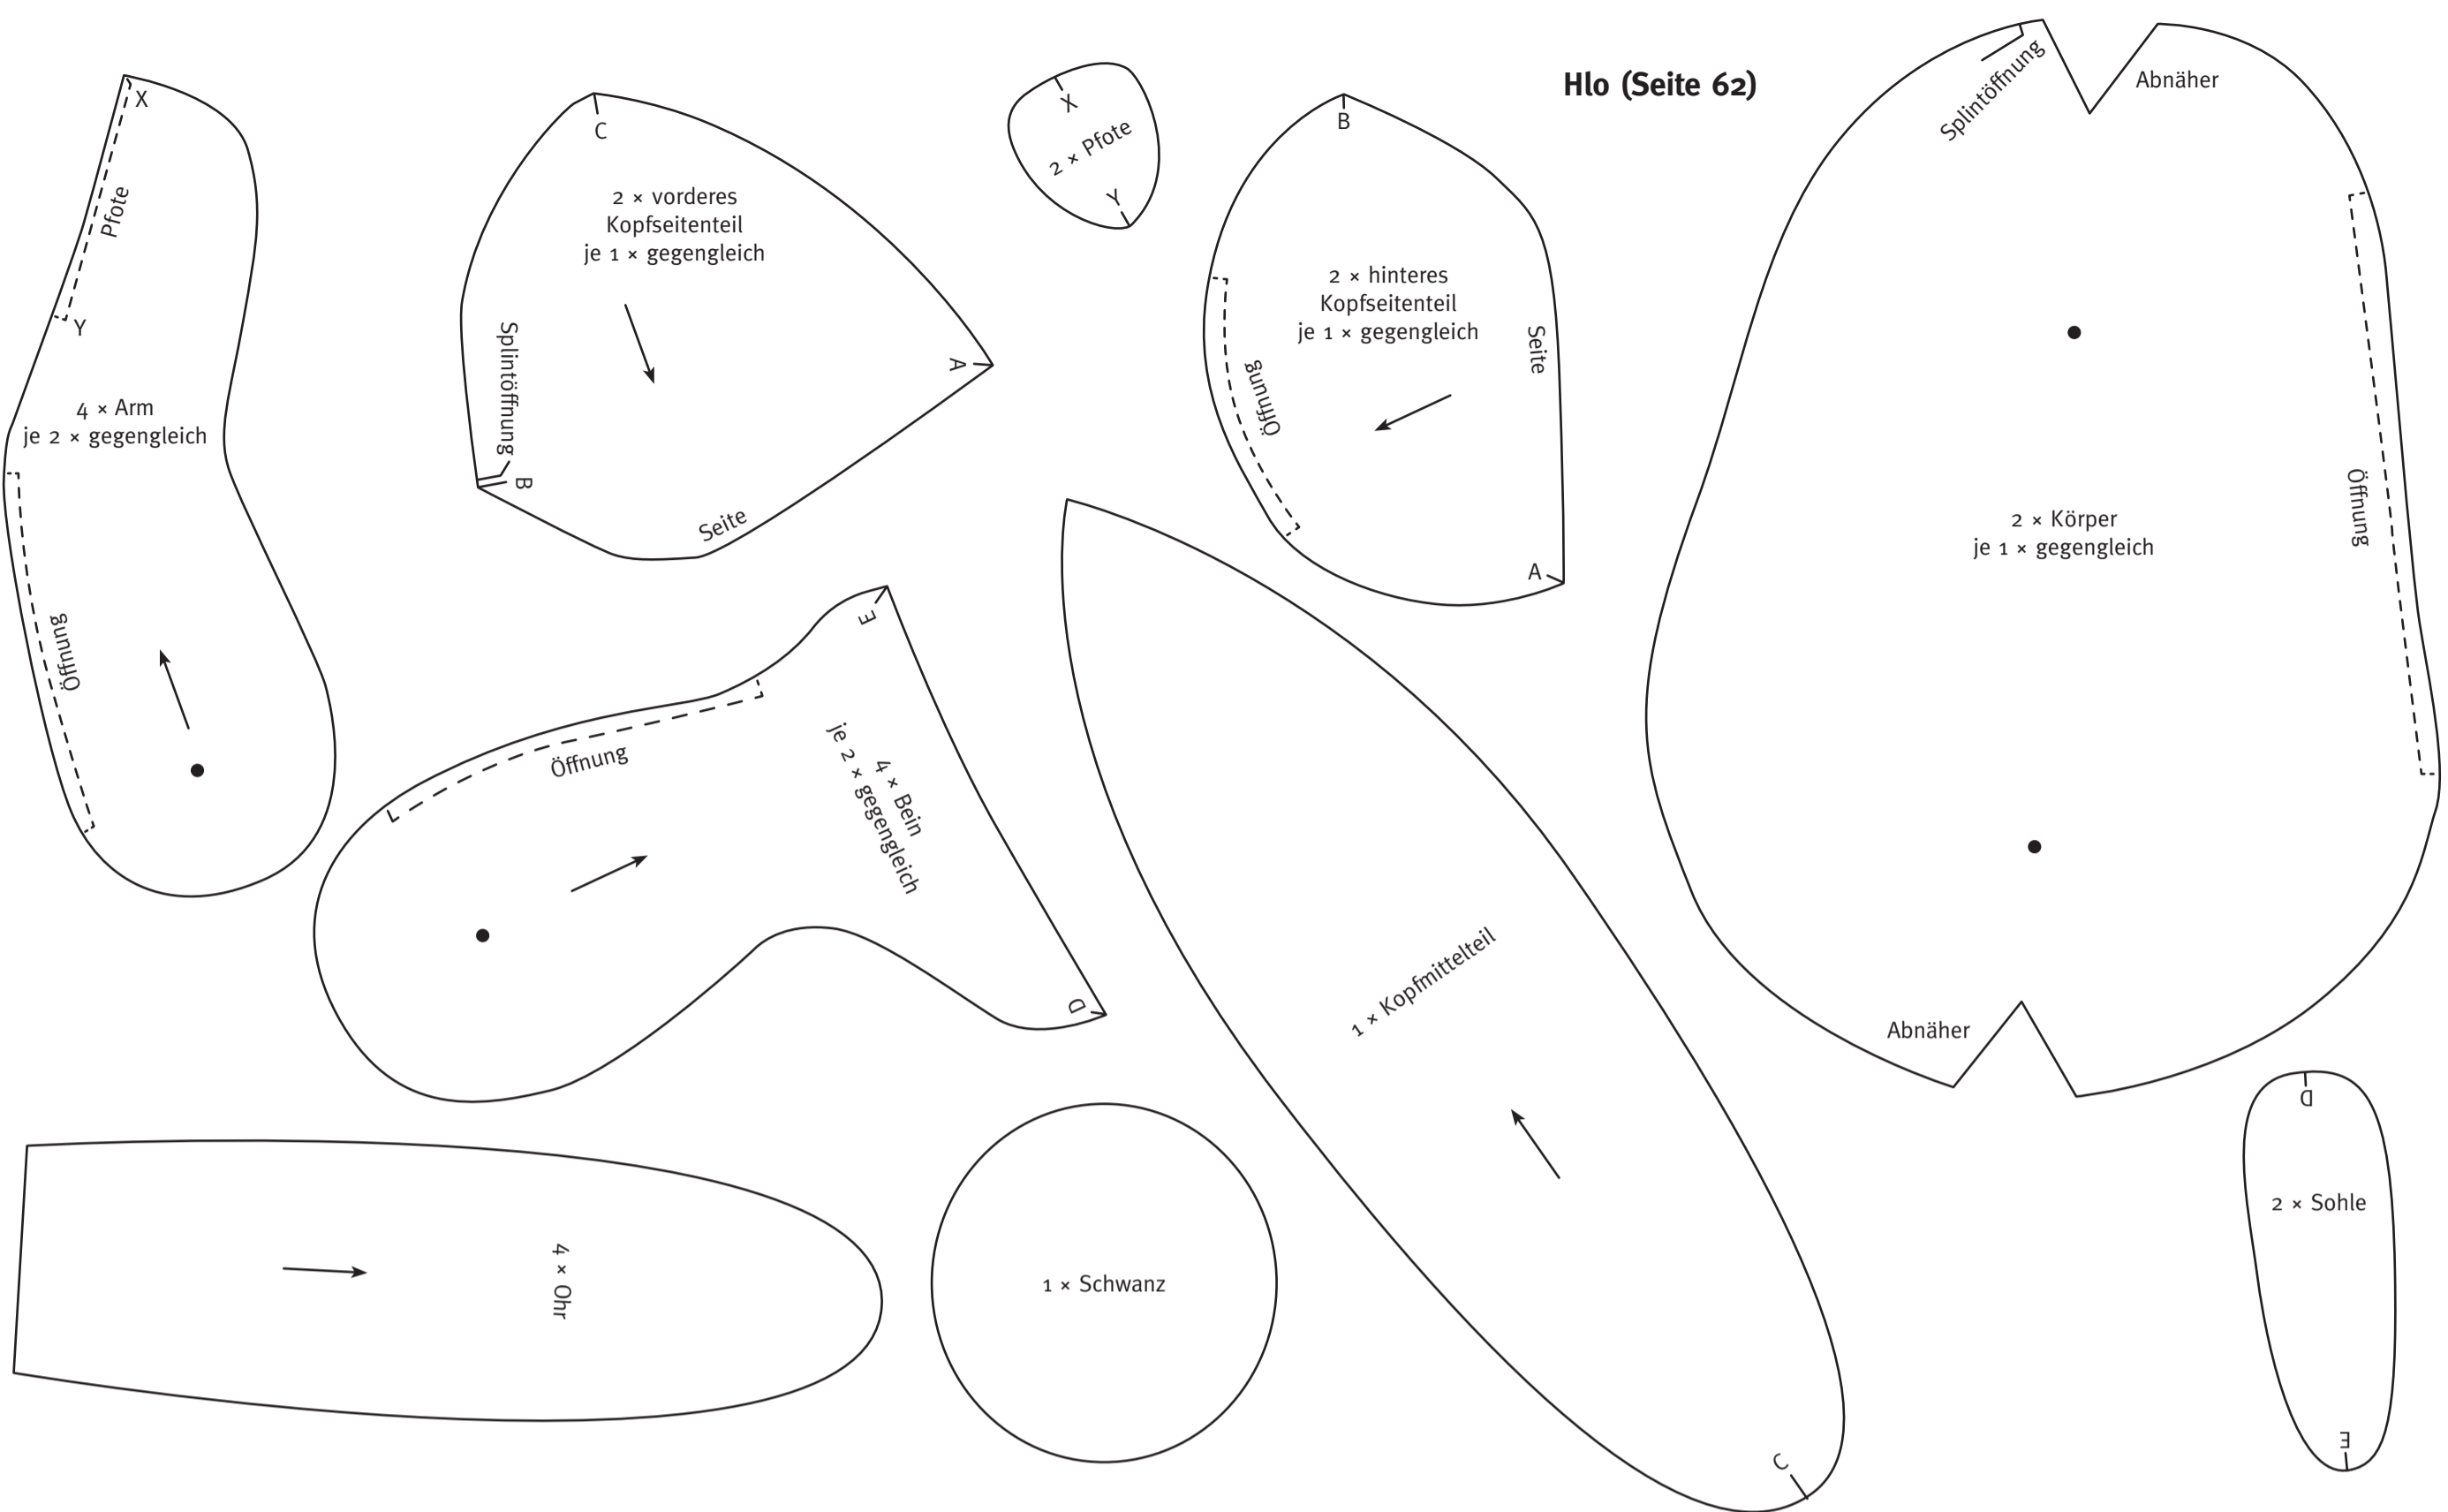 Hlo (Seite 62)
X
Pfote
Y
4 × Arm
je 2 × gegengleich
Öffnung
C
2 × vorderes
Kopfseitenteil
je 1 × gegengleich
Splintöffnung
B
A
Seite
X
2 × Pfote
Y
B
2 × hinteres
Kopfseitenteil
je 1 × gegengleich
Seite
Öffnung
A
Splintöffnung
Abnäher
Öffnung
2 × Körper
je 1 × gegengleich
Abnäher
E
Öffnung
4 × Bein
je 2 × gegengleich
D
1 × Kopfmittelteil
C
4 × Ohr
1 × Schwanz
D
2 × Sohle
E